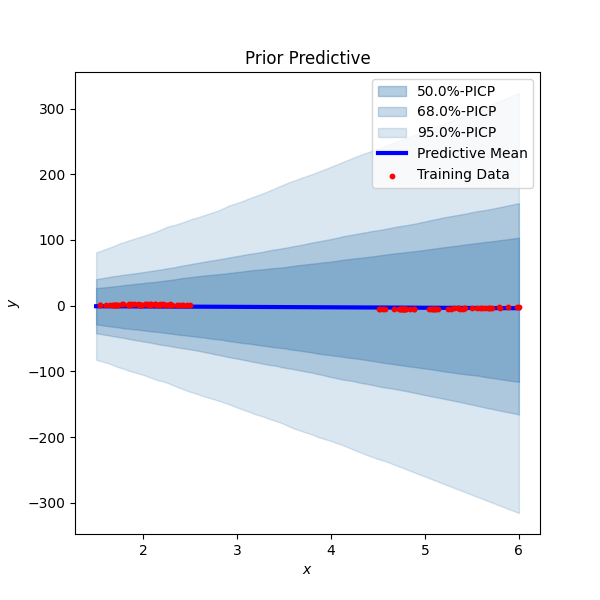 Prior Predictive
50.0%-PICP
68.0%-PICP
95.0%-PICP
Predictive Mean
Training Data
300
200
100
0
−100
−200
−300
y
2
3
4
5
6
x